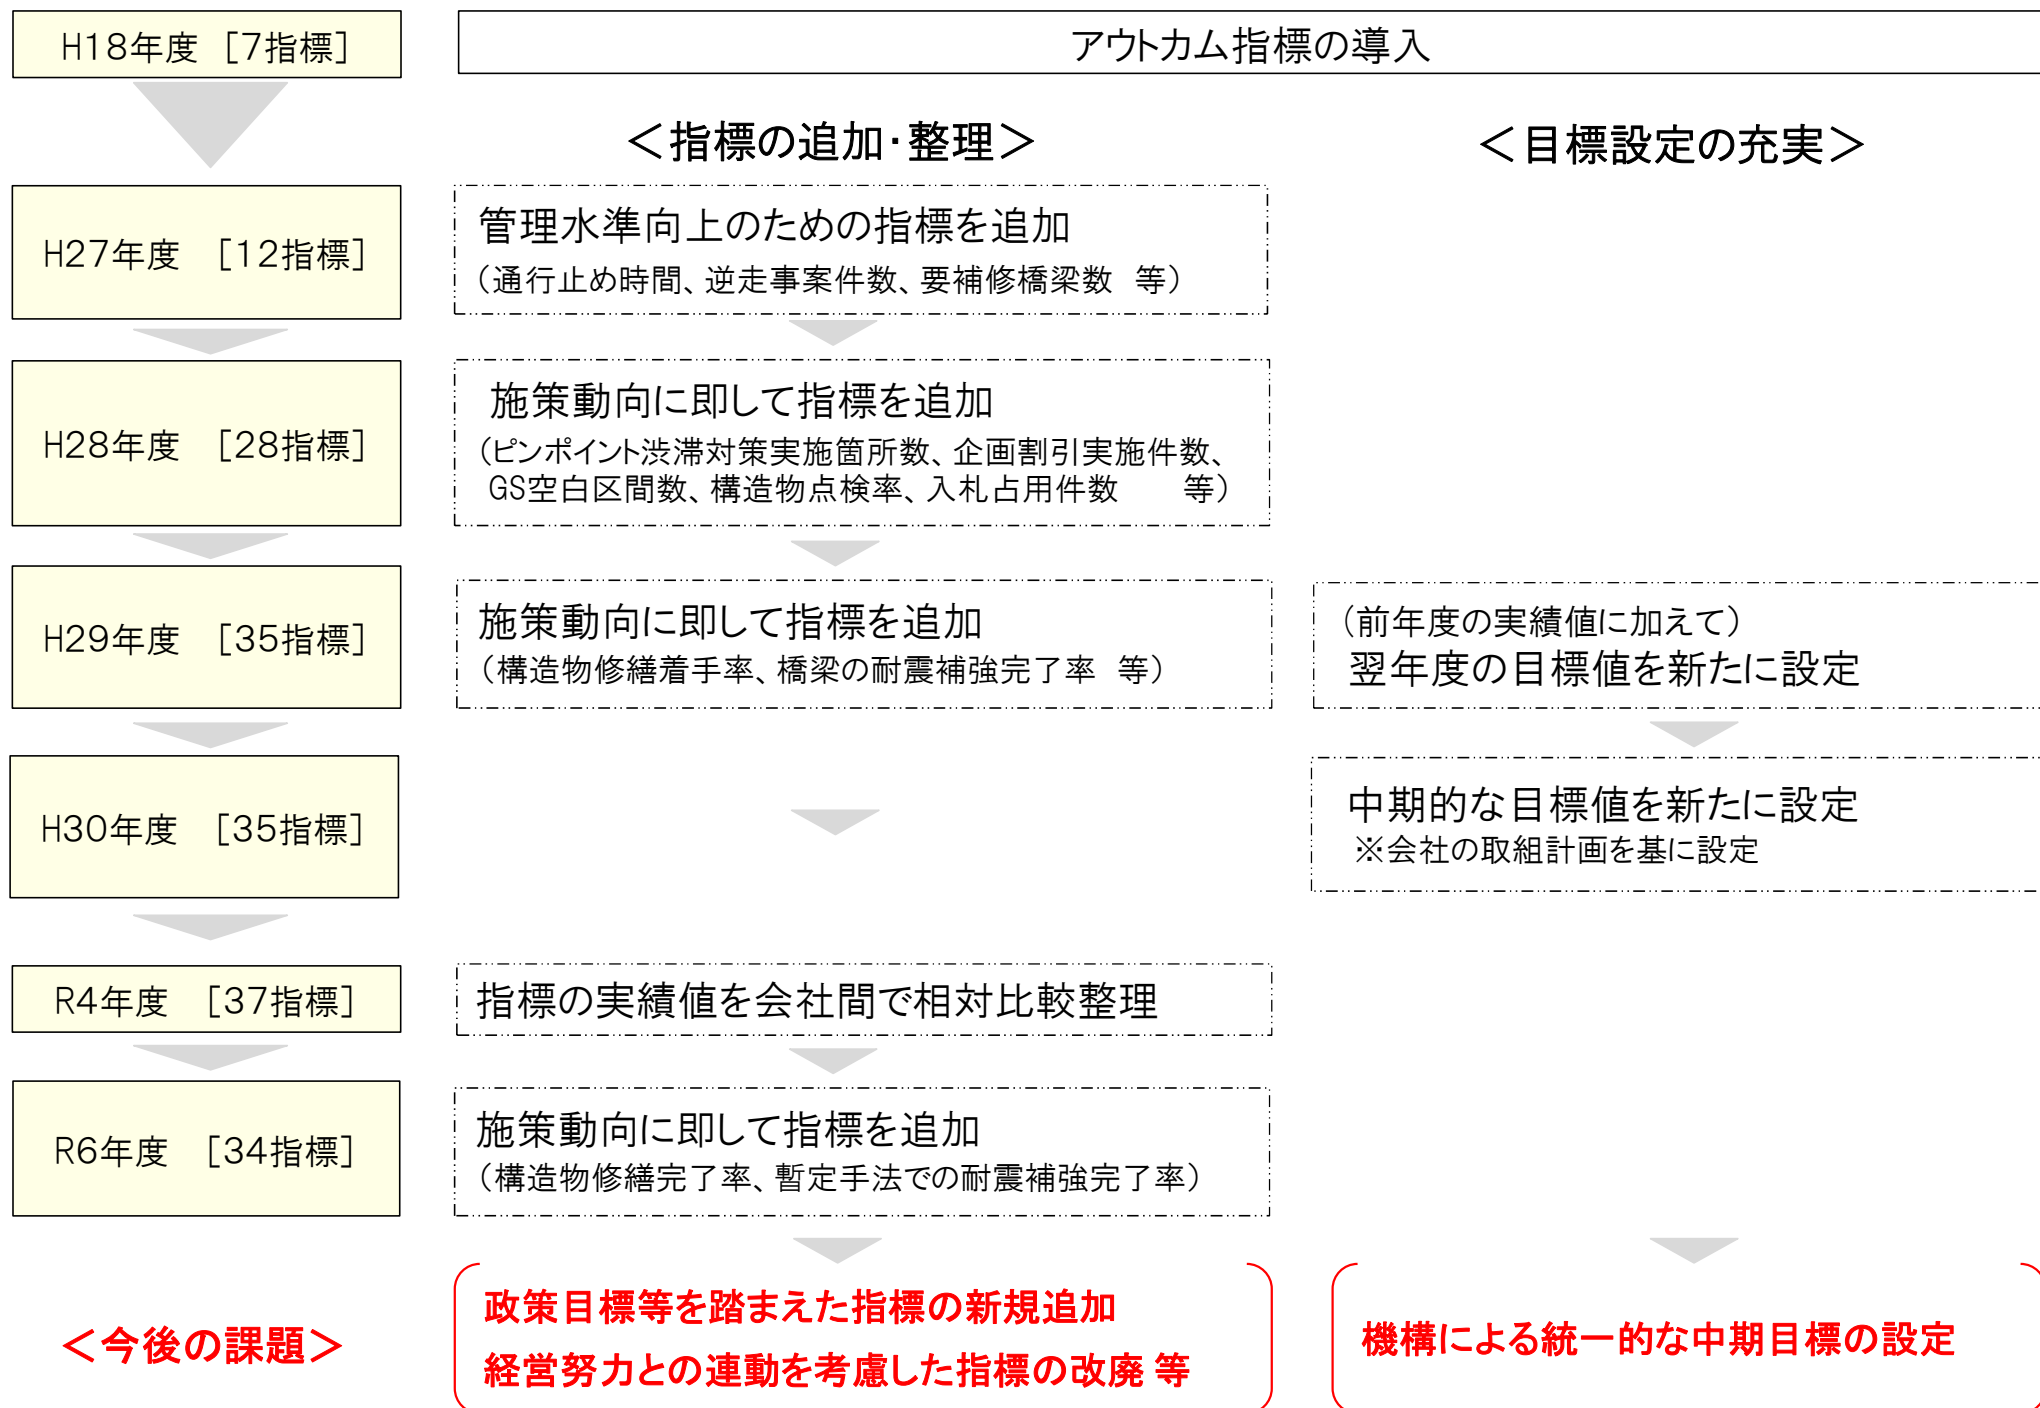 H18年度 [7指標]
アウトカム指標の導入
＜指標の追加・整理＞
＜目標設定の充実＞
H27年度 [12指標]
管理水準向上のための指標を追加
（通行止め時間、逆走事案件数、要補修橋梁数 等）
H28年度 [28指標]
施策動向に即して指標を追加
（ピンポイント渋滞対策実施箇所数、企画割引実施件数、
GS空白区間数、構造物点検率、入札占用件数 等）
H29年度 [35指標]
施策動向に即して指標を追加
（構造物修繕着手率、橋梁の耐震補強完了率 等）
（前年度の実績値に加えて）
翌年度の目標値を新たに設定
H30年度 [35指標]
中期的な目標値を新たに設定
※会社の取組計画を基に設定
R4年度 [37指標]
指標の実績値を会社間で相対比較整理
R6年度 [34指標]
施策動向に即して指標を追加
（構造物修繕完了率、暫定手法での耐震補強完了率）
＜今後の課題＞
政策目標等を踏まえた指標の新規追加
経営努力との連動を考慮した指標の改廃 等
機構による統一的な中期目標の設定